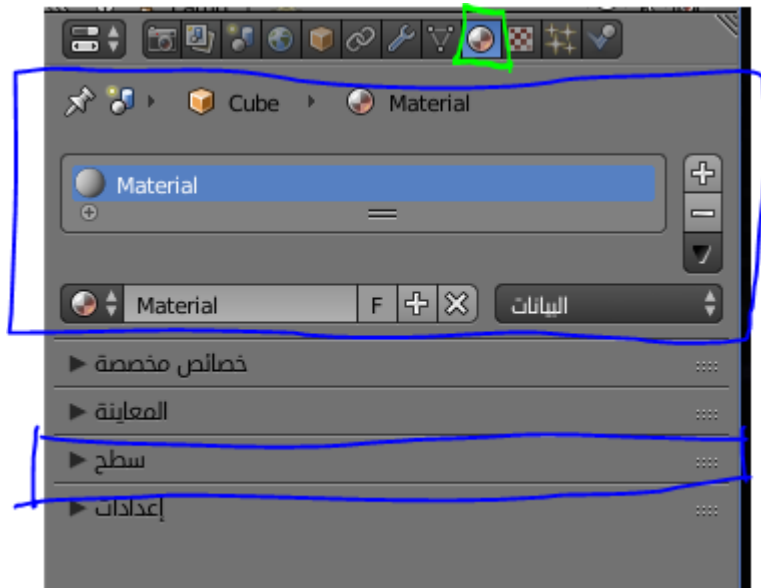 Cube Material
Material
Material F البيانات
خصائص مخصصة
المعاينة
سطح
إعدادات